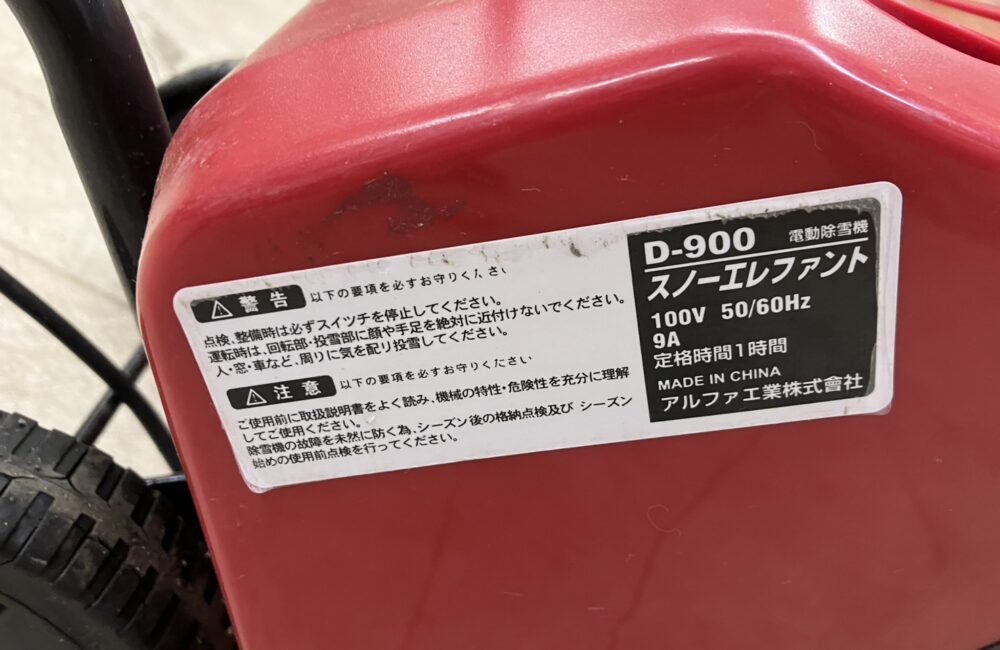 警告 以下の要項を必ずお守りください
点検、整備時は必ずスイツチを停止してください。
運転時は、回転部・投雪部に顔や手足を絶対に近付けないでください。
人・窓・車など、周りに気を配り投雪してください。
注意 以下の要項を必ずお守りください
ご使用前に取扱説明書をよく読み、機械の特性・危険性を充分に理解
してご使用ください。
除雪機の故障を未然に防ぐ為、シーズン後の格納点検及び シーズン
始めの使用前点検を行ってください。
D-900 電動除雪機
スノーエレファント
100V 50/60Hz
9A
定格時間1時間
MADE IN CHINA
アルファ工業株式會社